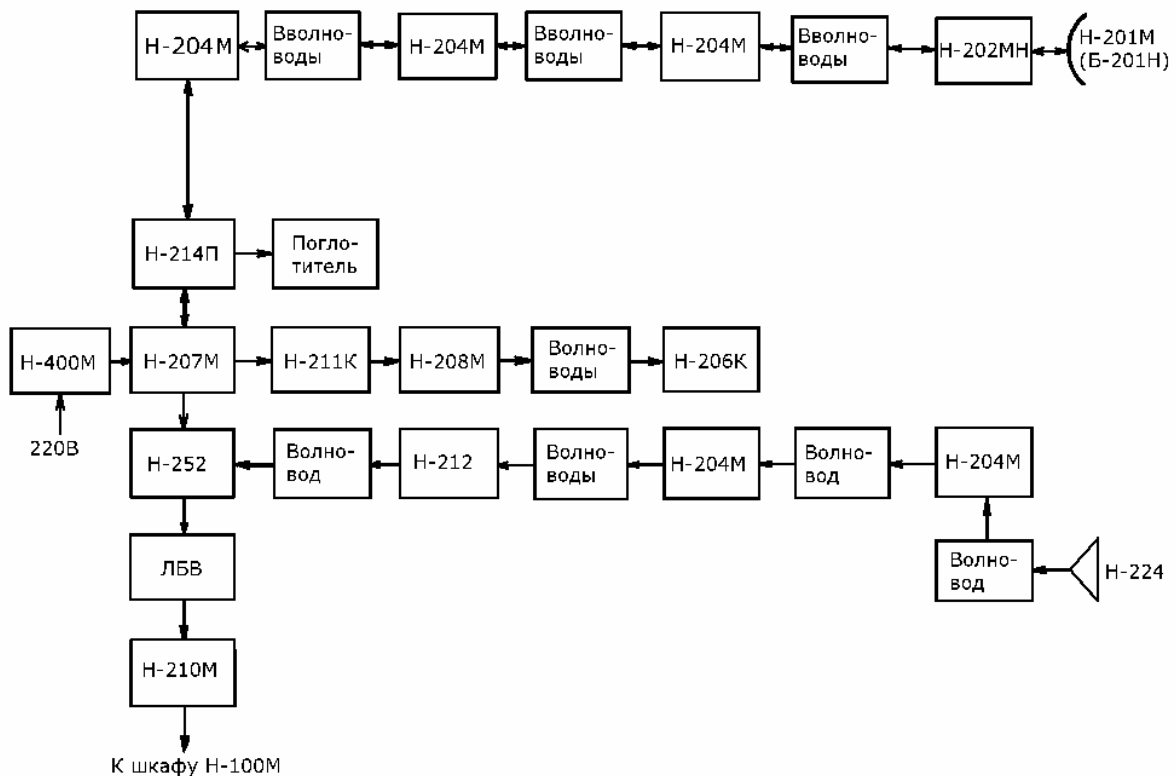 Н-204М
Вволно-
воды
Н-204М
Вволно-
воды
Н-204М
Вволно-
воды
Н-202МН
Н-201М
(Б-201Н)
Н-214П
Погло-
титель
Н-400М
Н-207М
Н-211К
Н-208М
Волно-
воды
Н-206К
220В
Н-252
Волно-
вод
Н-212
Волно-
воды
Н-204М
Волно-
вод
Н-204М
ЛБВ
Волно-
вод
Н-224
Н-210М
К шкафу Н-100М